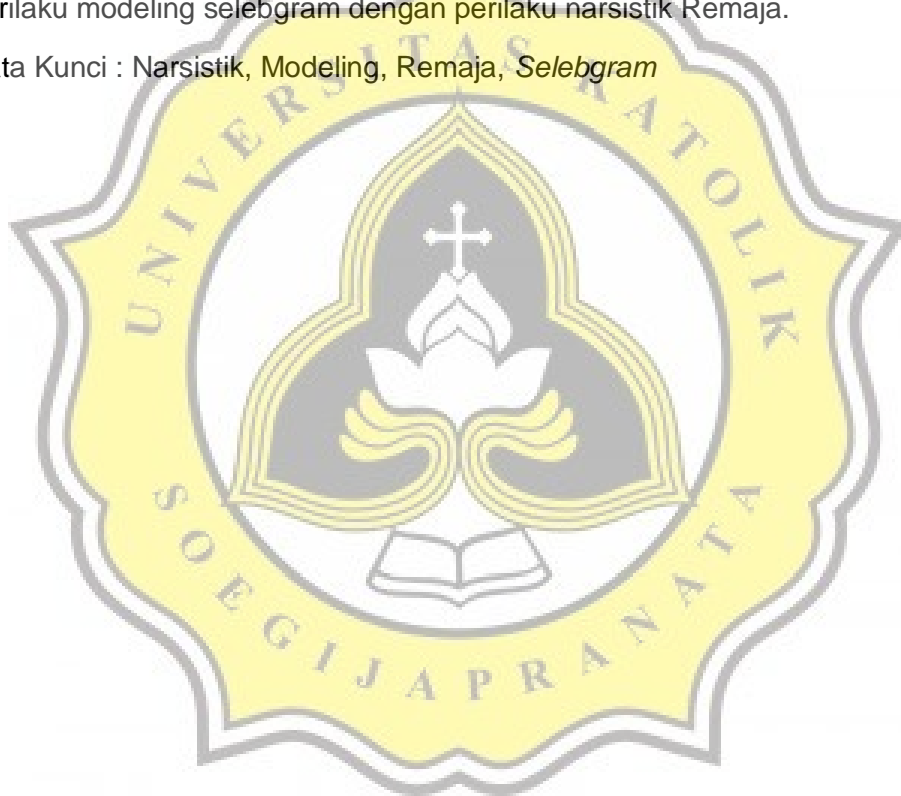 rilaku modeling selebgram dengan perilaku narsistik Remaja.
ta Kunci : Narsistik, Modeling, Remaja, Selebgram
UNIVERSITAS KATOLIK
SOEGIJAPRANATA